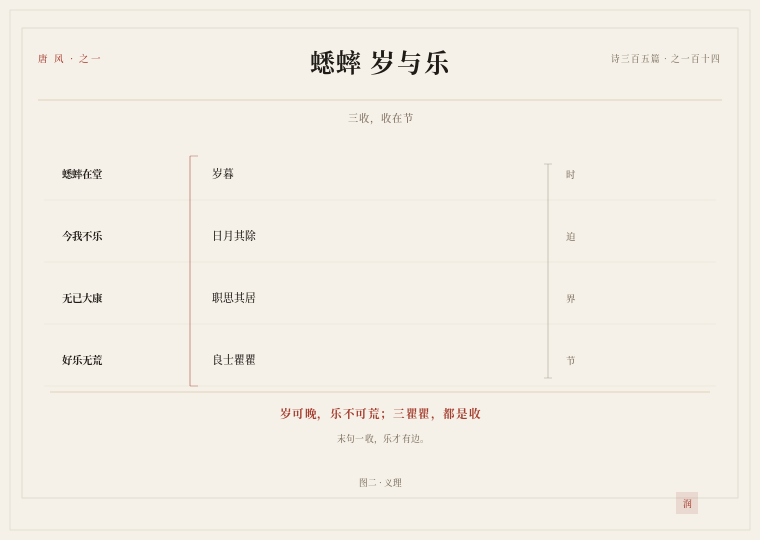 唐 风 · 之一
蟋蟀 岁与乐
诗三百五篇 · 之一百十四
三收，收在节
蟋蟀在堂 岁暮 时
今我不乐 日月其除 迫
无已大康 职思其居 界
好乐无荒 良士瞿瞿 节
岁可晚，乐不可荒；三瞿瞿，都是收
末句一收，乐才有边。
图二 · 义理
润